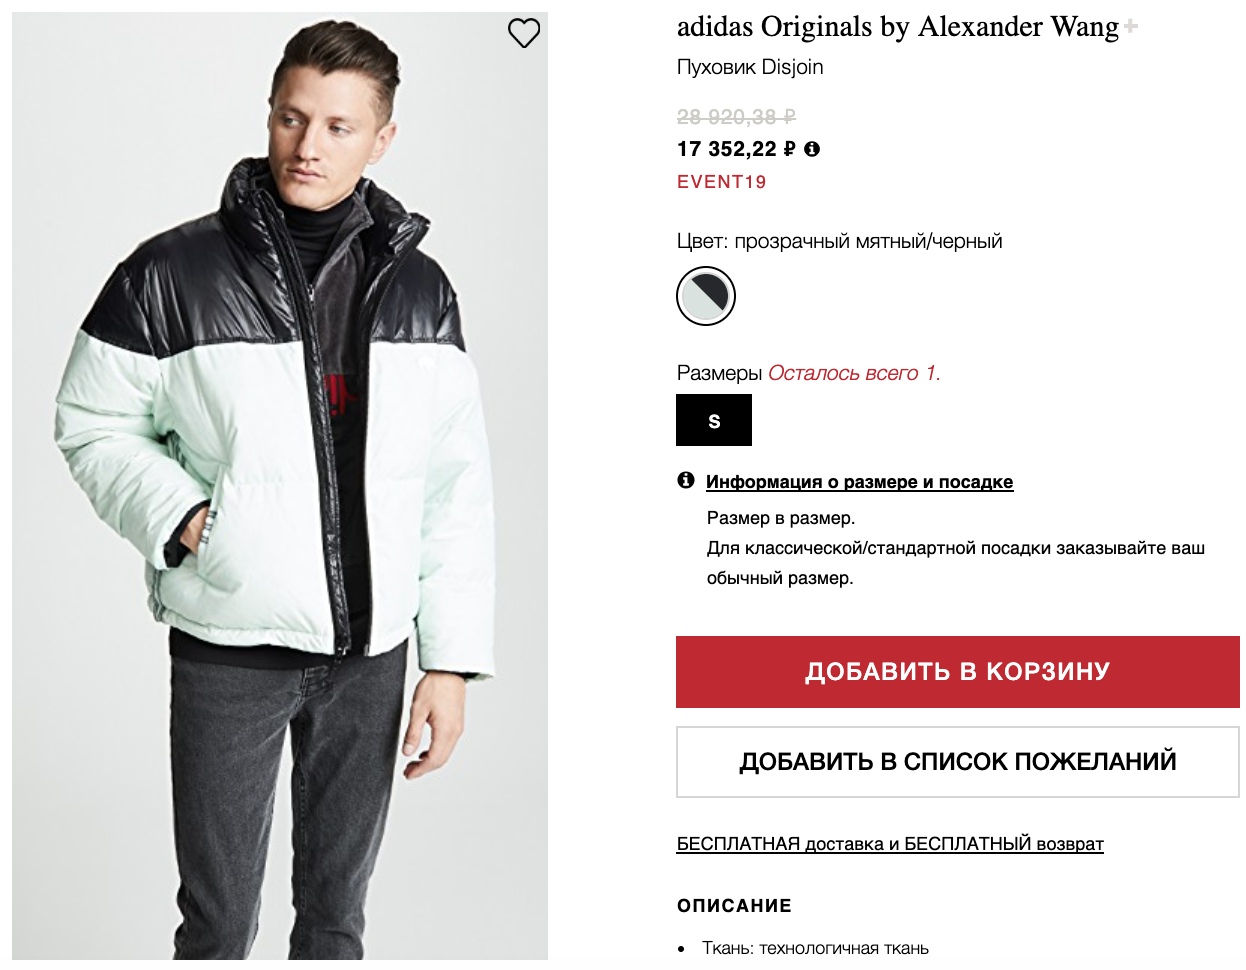 adidas Originals by Alexander Wang+
Пуховик Disjoin
28 920,38 ₽
17 352,22 ₽
EVENT19
Цвет: прозрачный мятный/черный
Размеры Осталось всего 1.
S
Информация о размере и посадке
Размер в размер.
Для классической/стандартной посадки заказывайте ваш
обычный размер.
ДОБАВИТЬ В КОРЗИНУ
ДОБАВИТЬ В СПИСОК ПОЖЕЛАНИЙ
БЕСПЛАТНАЯ доставка и БЕСПЛАТНЫЙ возврат
ОПИСАНИЕ
• Ткань: технологичная ткань